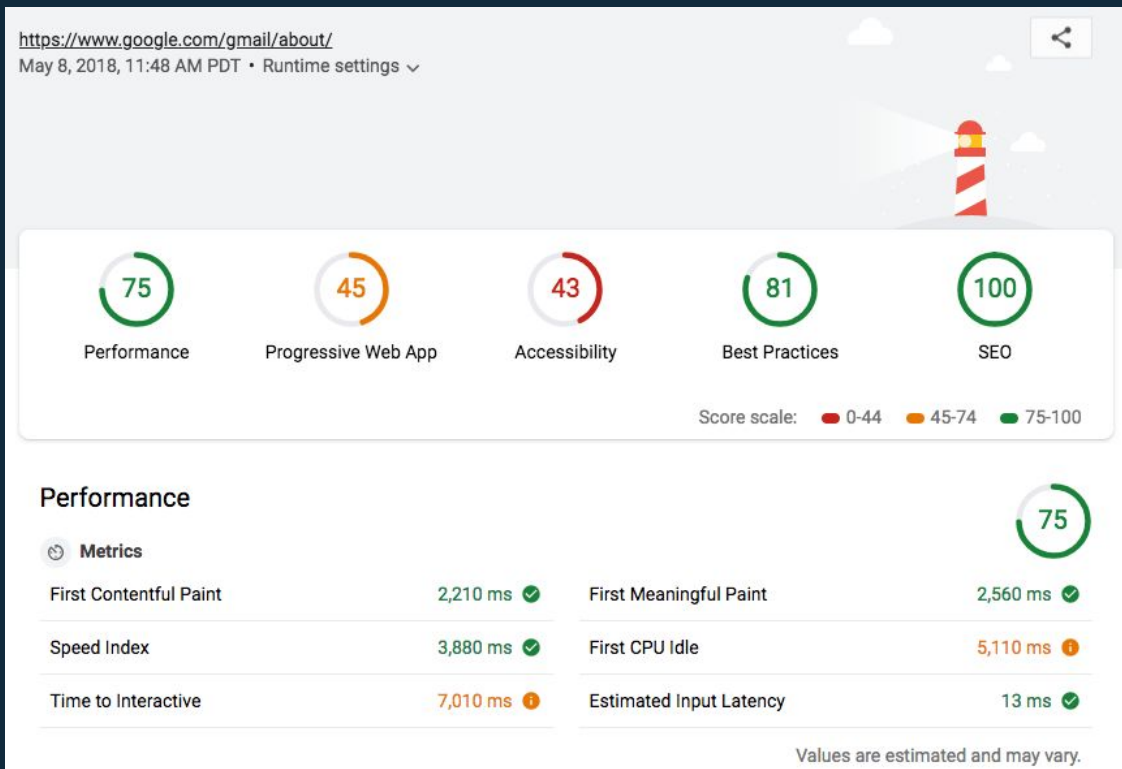 https://www.google.com/gmail/about/
May 8, 2018, 11:48 AM PDT • Runtime settings
75 45 43 81 100
Performance Progressive Web App Accessibility Best Practices SEO
Score scale: 0-44 45-74 75-100
Performance 75
Metrics
First Contentful Paint 2,210 ms First Meaningful Paint 2,560 ms
Speed Index 3,880 ms First CPU Idle 5,110 ms
Time to Interactive 7,010 ms Estimated Input Latency 13 ms
Values are estimated and may vary.